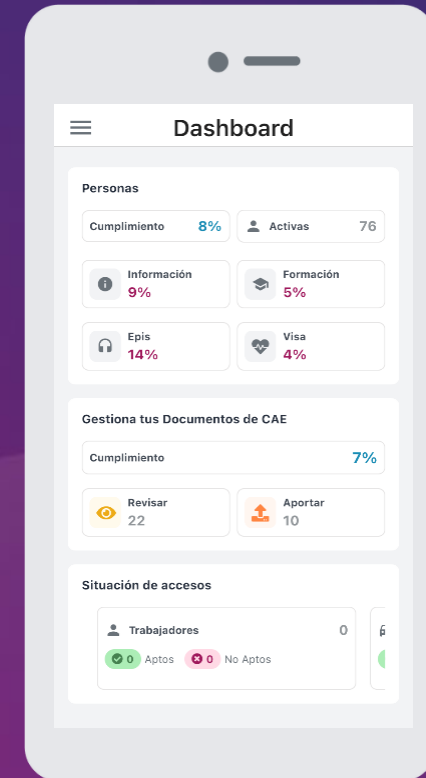 Dashboard
Personas
Cumplimiento 8%
Activas 76
Información
9%
Formación
5%
Epis
14%
Visa
4%
Gestiona tus Documentos de CAE
Cumplimiento 7%
Revisar
22
Aportar
10
Situación de accesos
Trabajadores 0
0 Aptos 0 No Aptos